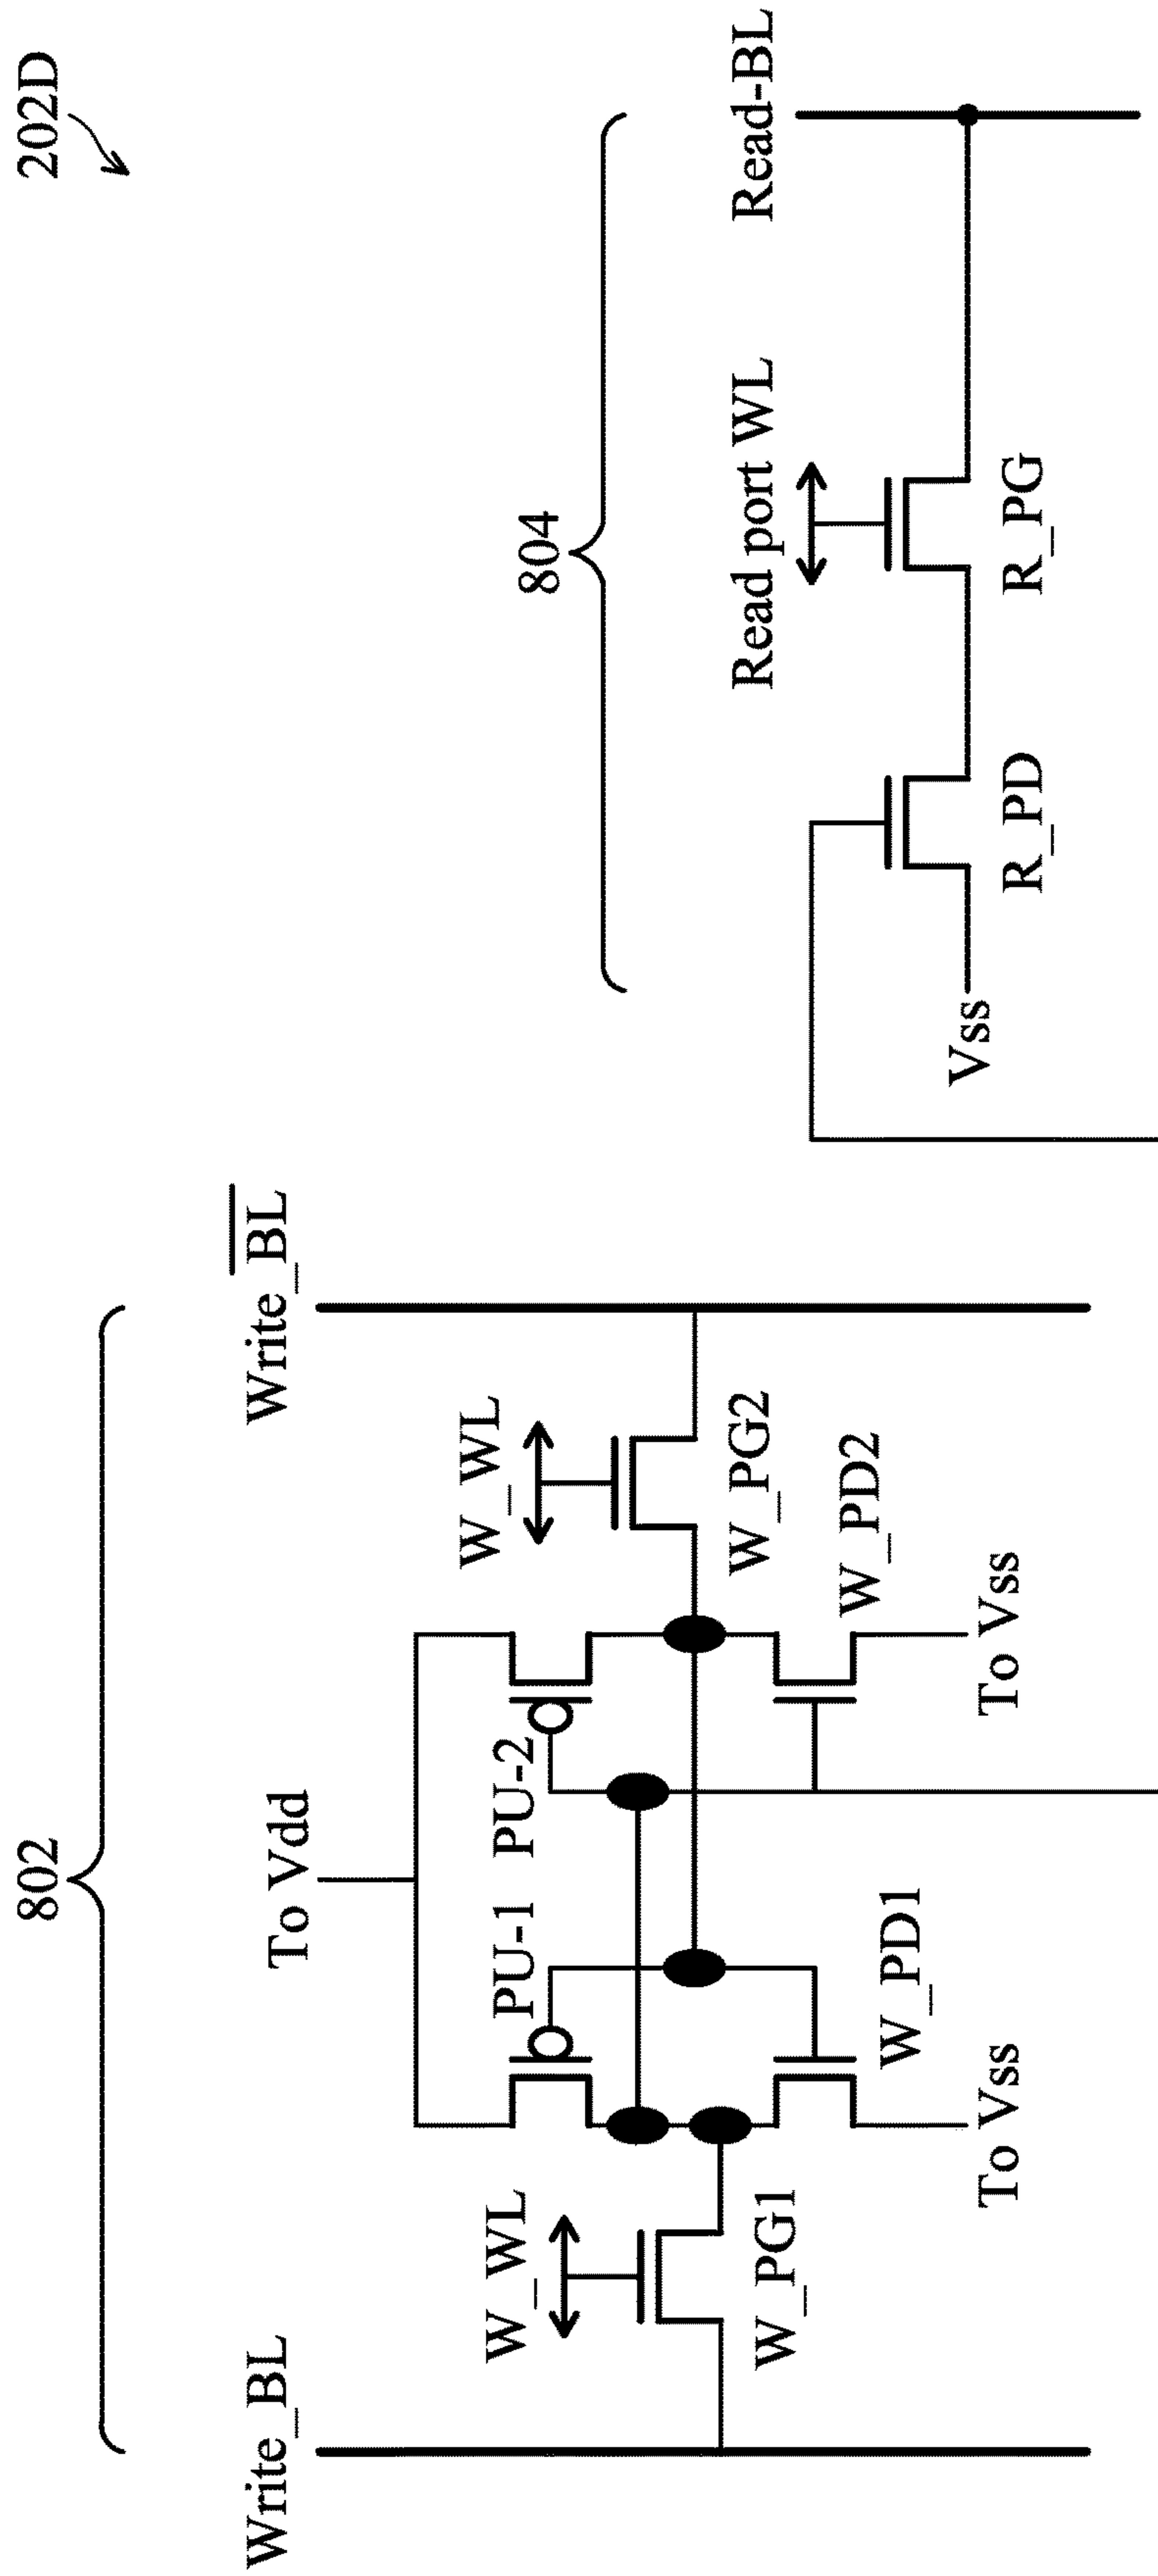 202D
802
804
Write_BL
To Vdd
Write_B̅L̅
W_WL
PU-1
PU-2
W_WL
Read port WL
Read-BL
W_PG1
W_PD1
W_PG2
W_PD2
To Vss
To Vss
Vss
R_PD
R_PG